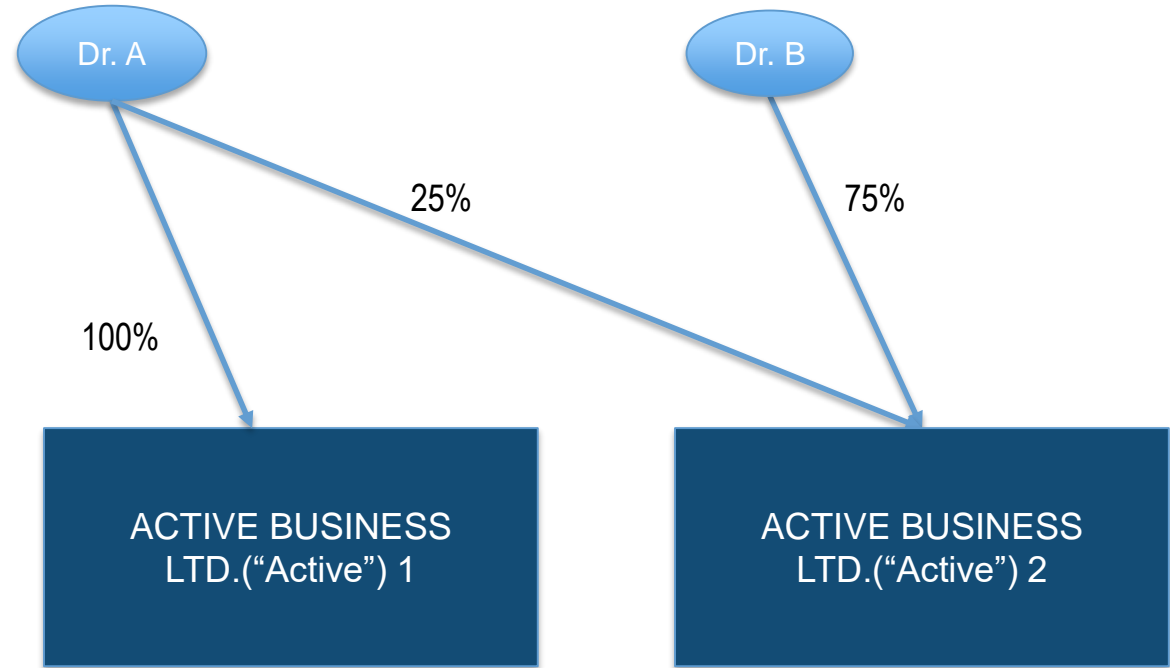 Dr. A
Dr. B
25%
75%
100%
ACTIVE BUSINESS
LTD.(“Active”) 1
ACTIVE BUSINESS
LTD.(“Active”) 2